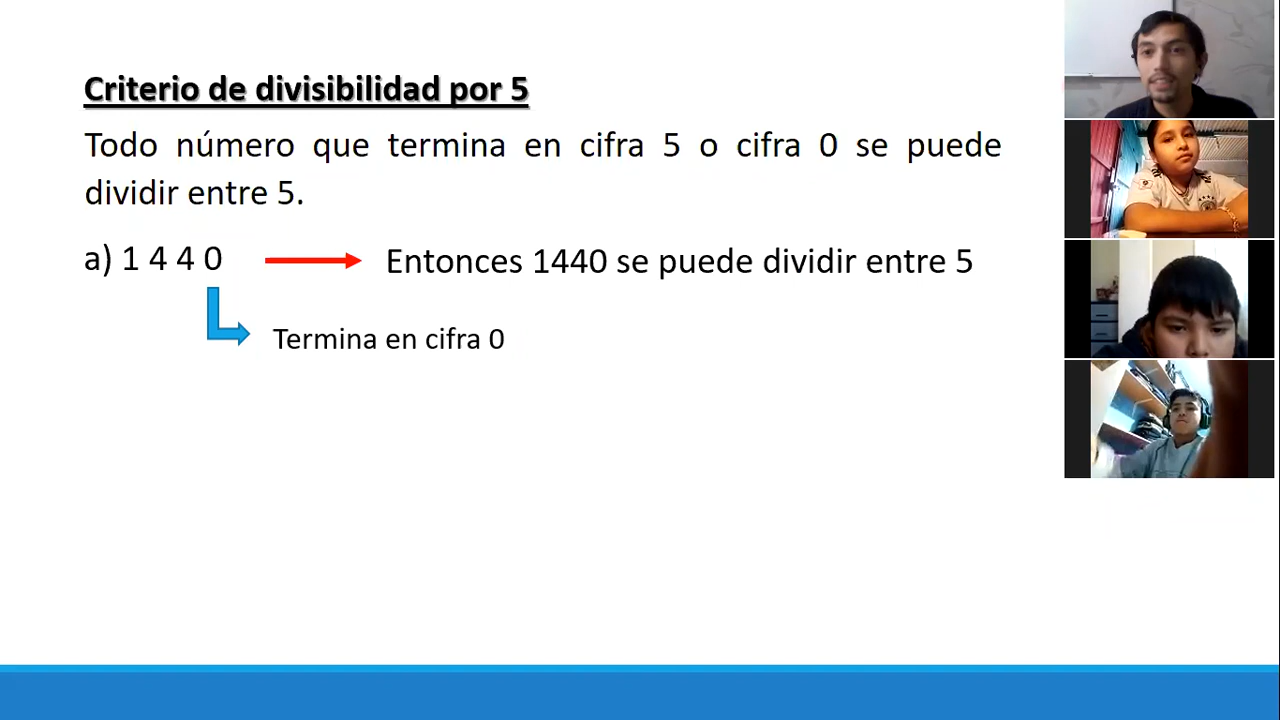 Criterio de divisibilidad por 5
Todo número que termina en cifra 5 o cifra 0 se puede
dividir entre 5.
a) 1 4 4 0 Entonces 1440 se puede dividir entre 5
Termina en cifra 0